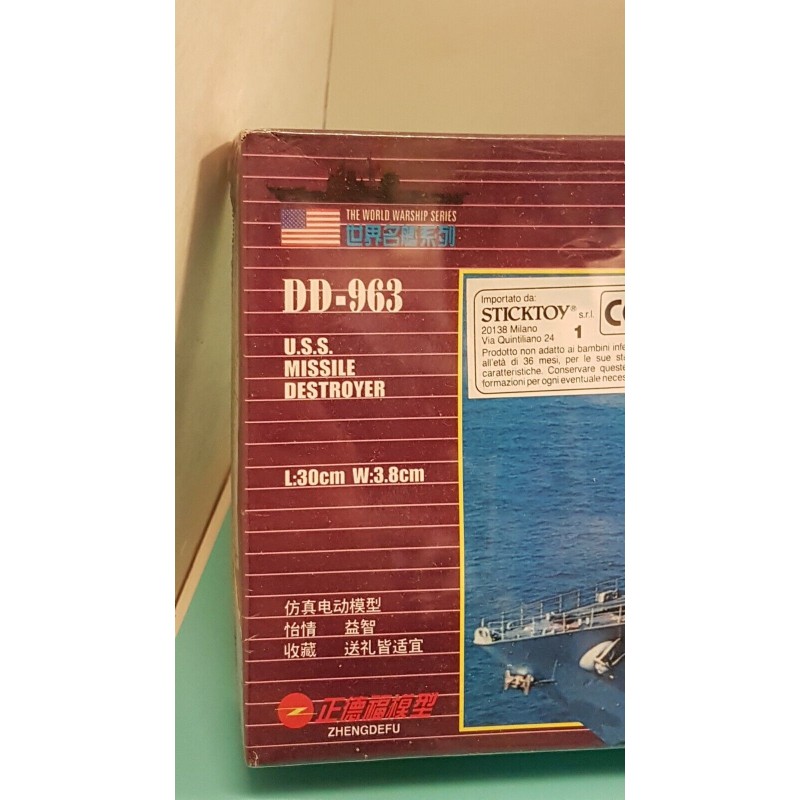 THE WORLD WARSHIP SERIES
世界名舰系列
DD-963
U.S.S.
MISSILE
DESTROYER
L:30cm W:3.8cm
仿真电动模型
怡情 益智
收藏 送礼皆适宜
正德福模型
ZHENGDEFU
Importato da:
STICKTOY® s.r.l.
20138 Milano
Via Quintiliano 24 1
Prodotto non adatto ai bambini
all'età di 36 mesi, per le sue
caratteristiche. Conservare queste
formazioni per ogni eventuale